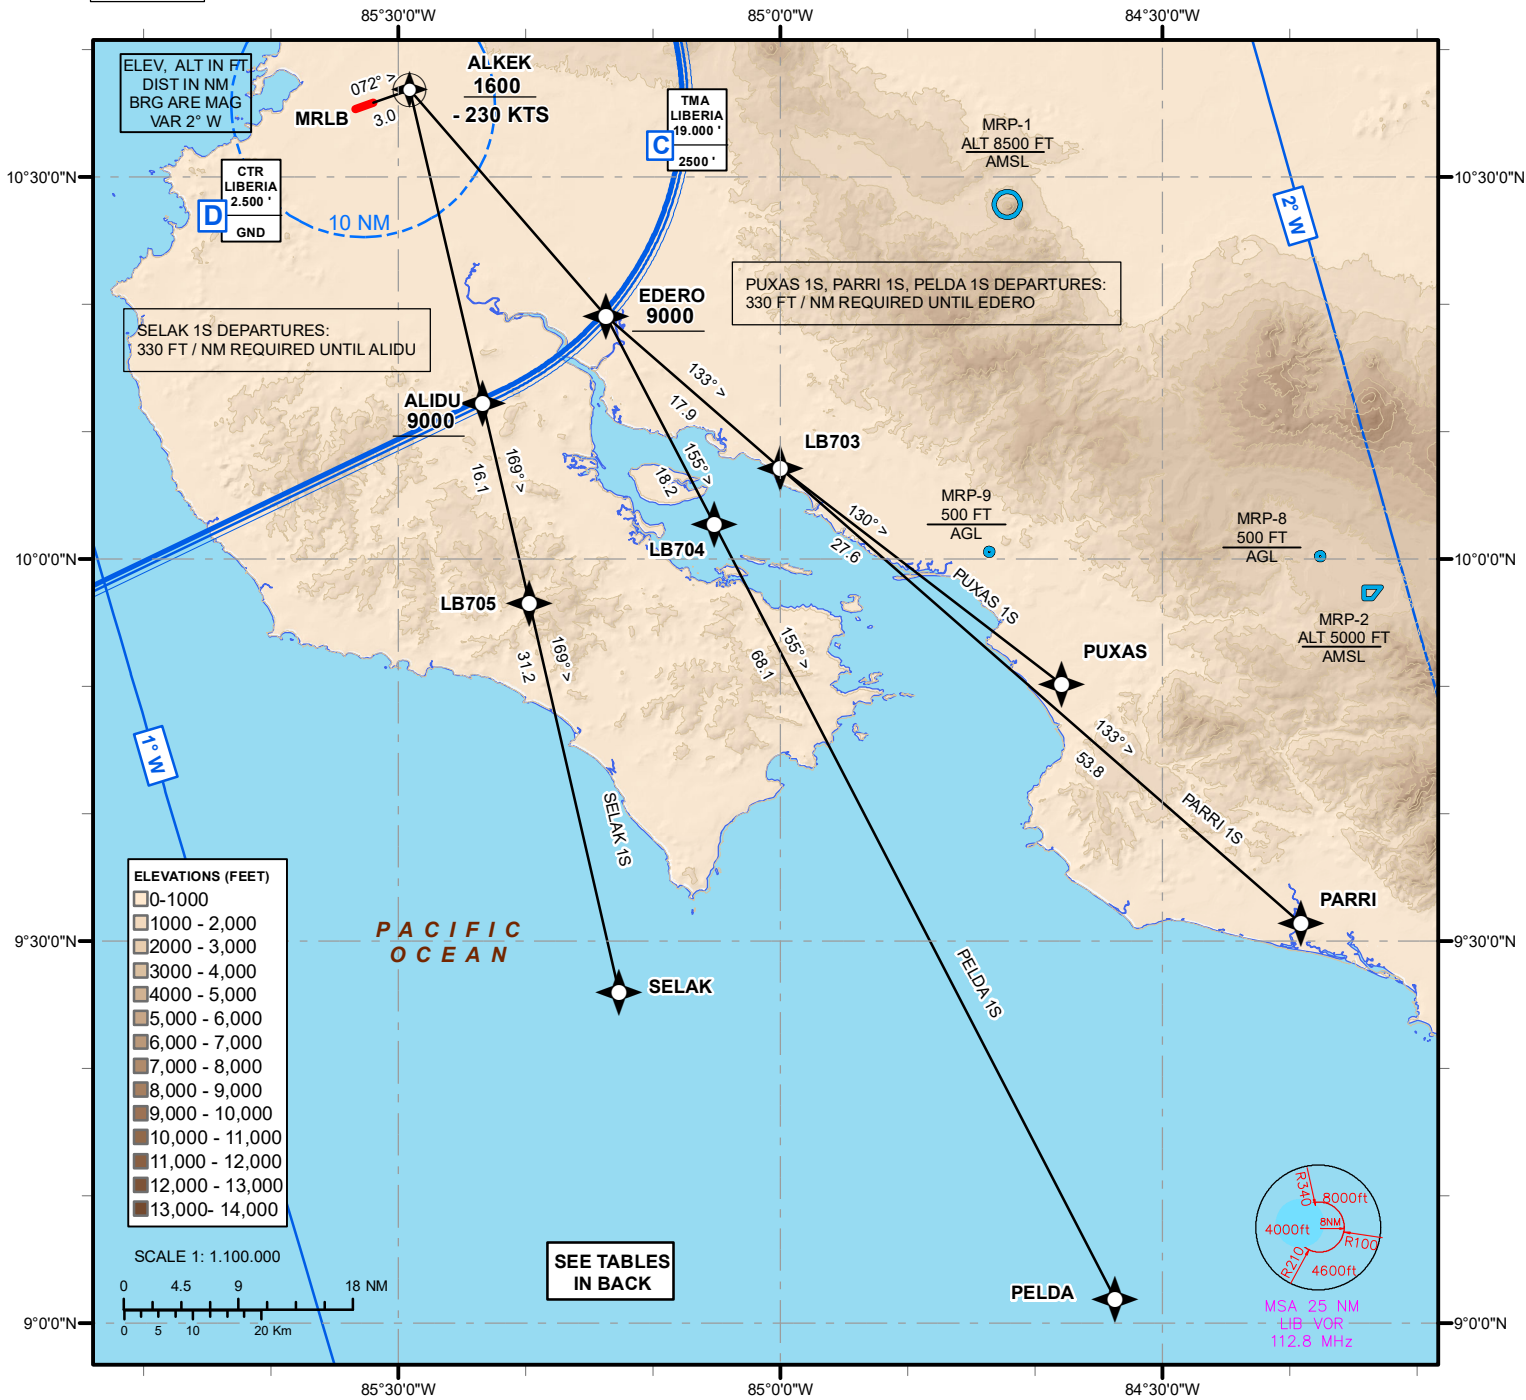 85°30'0"W
85°0'0"W
84°30'0"W
ELEV, ALT IN FT
DIST IN NM
BRG ARE MAG
VAR 2° W
072° >
3.0
MRLB
ALKEK
1600
- 230 KTS
TMA
LIBERIA
19.000 '
2500 '
C
MRP-1
ALT 8500 FT
AMSL
10°30'0"N
10°30'0"N
CTR
LIBERIA
2.500 '
GND
D
10 NM
2° W
EDERO
9000
PUXAS 1S, PARRI 1S, PELDA 1S DEPARTURES:
330 FT / NM REQUIRED UNTIL EDERO
SELAK 1S DEPARTURES:
330 FT / NM REQUIRED UNTIL ALIDU
ALIDU
9000
133° >
17.9
LB703
169° >
16.1
155° >
18.2
LB704
130° >
27.6
MRP-9
500 FT
AGL
MRP-8
500 FT
AGL
10°0'0"N
10°0'0"N
PUXAS 1S
LB705
MRP-2
ALT 5000 FT
AMSL
169° >
31.2
155° >
68.1
PUXAS
133° >
53.8
1° W
SELAK 1S
PARRI 1S
PARRI
ELEVATIONS (FEET)
0-1000
1000 - 2,000
2000 - 3,000
3000 - 4,000
4000 - 5,000
5,000 - 6,000
6,000 - 7,000
7,000 - 8,000
8,000 - 9,000
9,000 - 10,000
10,000 - 11,000
11,000 - 12,000
12,000 - 13,000
13,000- 14,000
PACIFIC
OCEAN
9°30'0"N
9°30'0"N
SELAK
PELDA 1S
SCALE 1: 1.100.000
0 4.5 9 18 NM
0 5 10 20 Km
SEE TABLES
IN BACK
PELDA
R340
8000ft
4000ft
8NM
R100
R210
4600ft
MSA 25 NM
LIB VOR
112.8 MHz
9°0'0"N
9°0'0"N
85°30'0"W
85°0'0"W
84°30'0"W